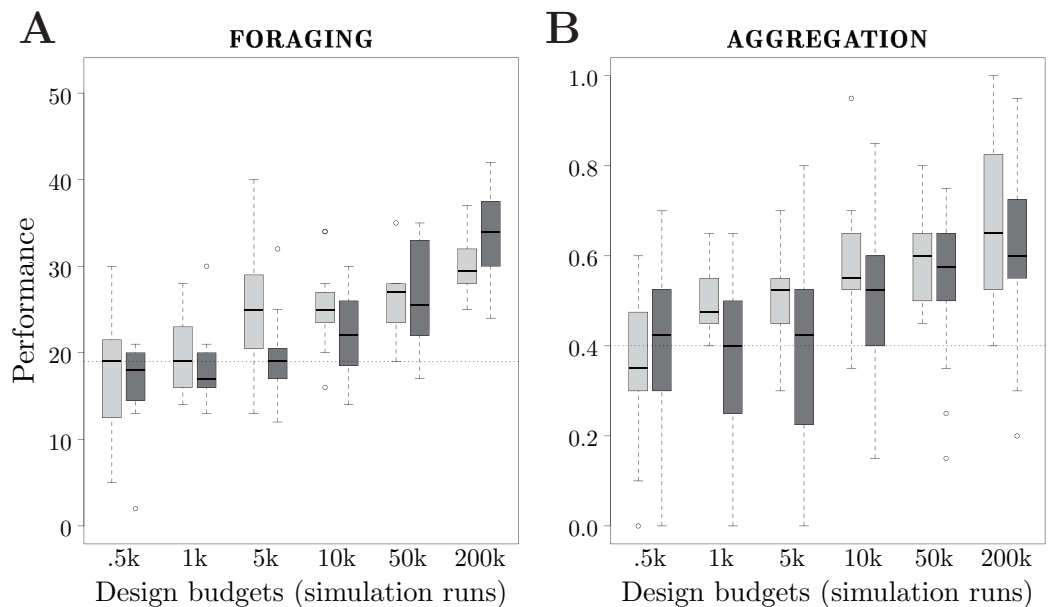 A
FORAGING
Performance
50
40
30
20
10
0
.5k 1k 5k 10k 50k 200k
Design budgets (simulation runs)
B
AGGREGATION
1.0
0.8
0.6
0.4
0.2
0.0
.5k 1k 5k 10k 50k 200k
Design budgets (simulation runs)